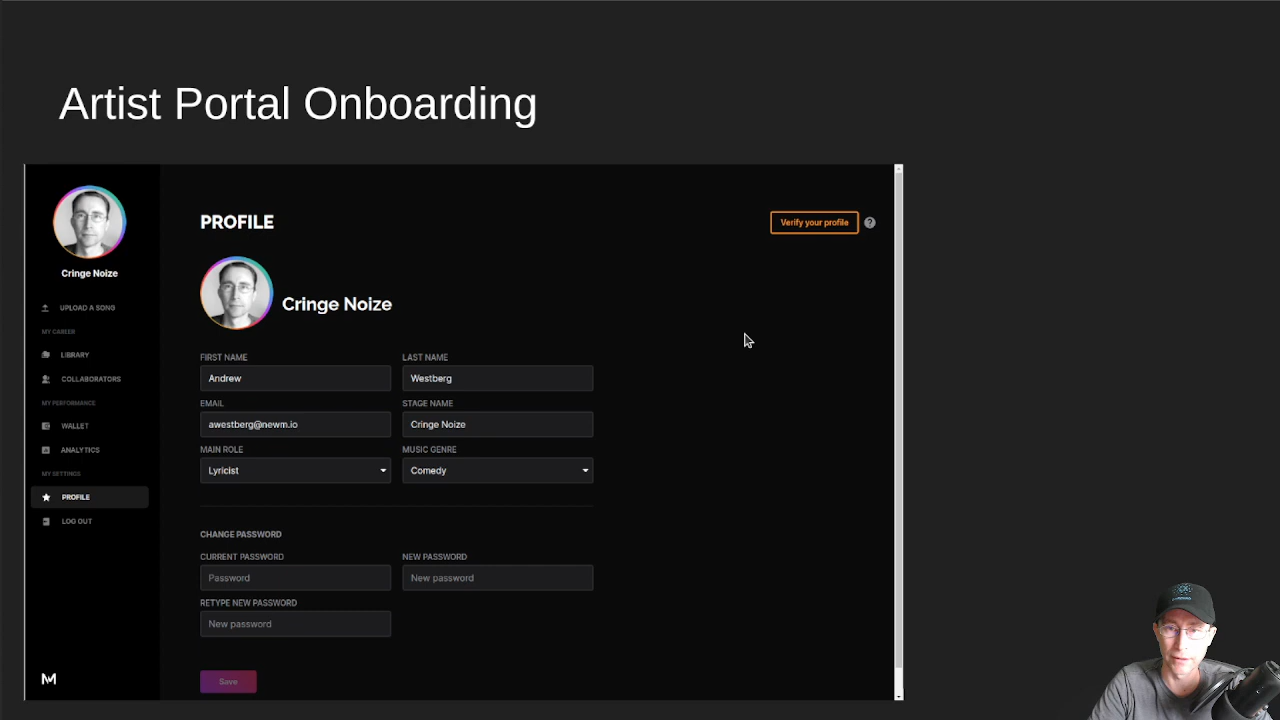 Artist Portal Onboarding
Cringe Noize
UPLOAD A SONG
MY CAREER
LIBRARY
COLLABORATORS
MY PERFORMANCE
WALLET
ANALYTICS
MY SETTINGS
PROFILE
LOG OUT
M
PROFILE
Verify your profile
?
Cringe Noize
FIRST NAME LAST NAME
Andrew Westberg
EMAIL STAGE NAME
awestberg@newm.io Cringe Noize
MAIN ROLE MUSIC GENRE
Lyricist Comedy
CHANGE PASSWORD
CURRENT PASSWORD NEW PASSWORD
Password New password
RETYPE NEW PASSWORD
New password
Save